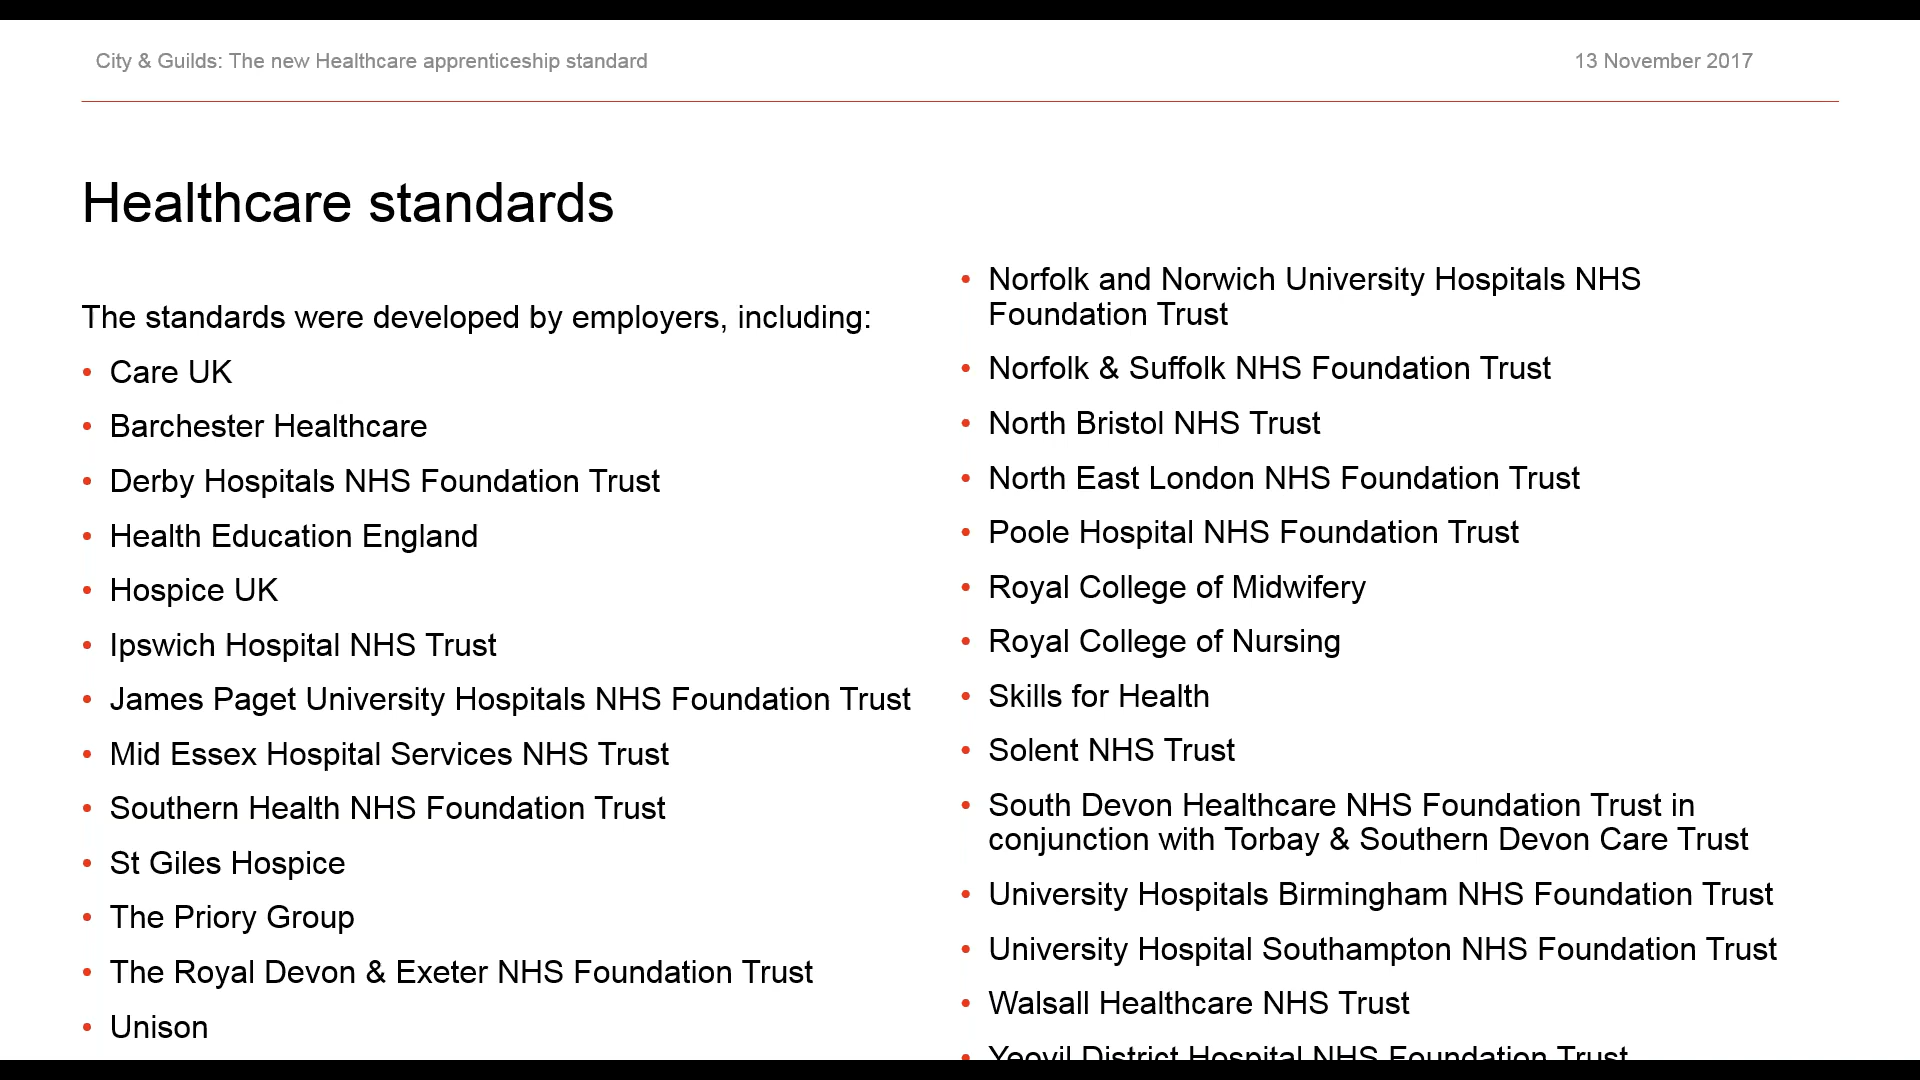 City & Guilds: The new Healthcare apprenticeship standard
13 November 2017
Healthcare standards
The standards were developed by employers, including:
• Care UK
• Barchester Healthcare
• Derby Hospitals NHS Foundation Trust
• Health Education England
• Hospice UK
• Ipswich Hospital NHS Trust
• James Paget University Hospitals NHS Foundation Trust
• Mid Essex Hospital Services NHS Trust
• Southern Health NHS Foundation Trust
• St Giles Hospice
• The Priory Group
• The Royal Devon & Exeter NHS Foundation Trust
• Unison
• Norfolk and Norwich University Hospitals NHS
Foundation Trust
• Norfolk & Suffolk NHS Foundation Trust
• North Bristol NHS Trust
• North East London NHS Foundation Trust
• Poole Hospital NHS Foundation Trust
• Royal College of Midwifery
• Royal College of Nursing
• Skills for Health
• Solent NHS Trust
• South Devon Healthcare NHS Foundation Trust in
conjunction with Torbay & Southern Devon Care Trust
• University Hospitals Birmingham NHS Foundation Trust
• University Hospital Southampton NHS Foundation Trust
• Walsall Healthcare NHS Trust
• Yeovil District Hospital NHS Foundation Trust